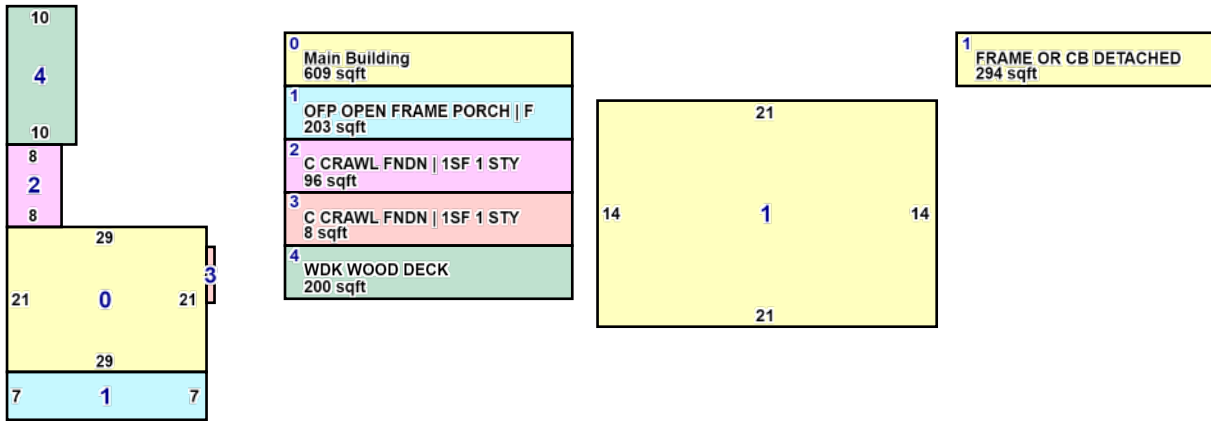 10
4
10
8
2
8
29
21 0 21
3
29
7 1 7
0
Main Building
609 sqft
1
OFP OPEN FRAME PORCH | F
203 sqft
2
C CRAWL FNDN | 1SF 1 STY
96 sqft
3
C CRAWL FNDN | 1SF 1 STY
8 sqft
4
WDK WOOD DECK
200 sqft
21
14 1 14
21
1
FRAME OR CB DETACHED
294 sqft